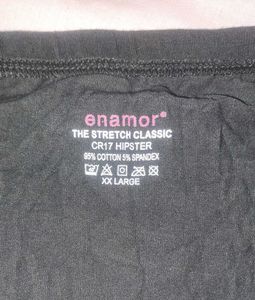 enamor®
THE STRETCH CLASSIC
CR17 HIPSTER
95% COTTON 5% SPANDEX
XX LARGE